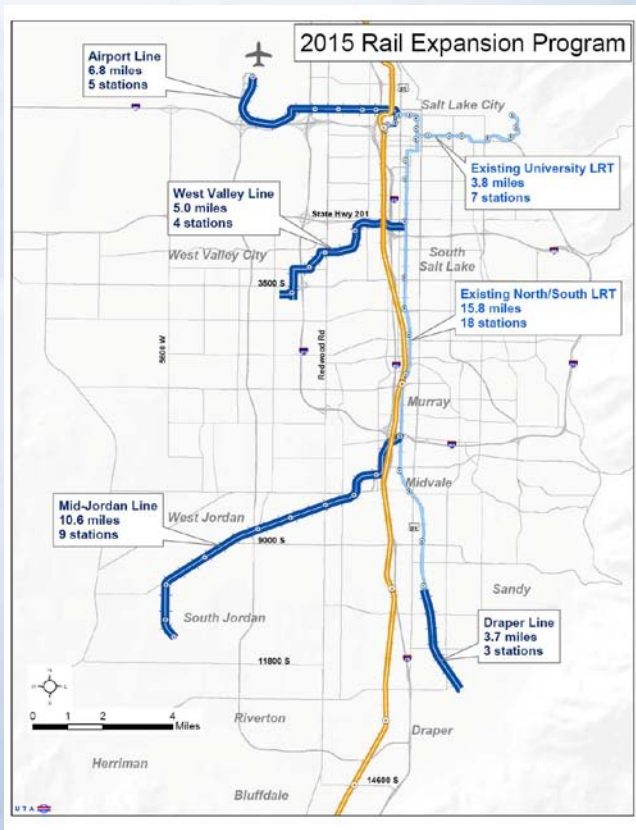 2015 Rail Expansion Program
Airport Line
6.8 miles
5 stations
Salt Lake City
Existing University LRT
3.8 miles
7 stations
West Valley Line
5.0 miles
4 stations
State Hwy 201
West Valley City
South
Salt Lake
3500 S
Existing North/South LRT
15.8 miles
18 stations
5600 W
Redwood Rd
Murray
Midvale
Mid-Jordan Line
10.6 miles
9 stations
West Jordan
9000 S
Sandy
South Jordan
Draper Line
3.7 miles
3 stations
11800 S
0 1 2 4
Miles
Riverton
Draper
Herriman
14600 S
Bluffdale
UTA